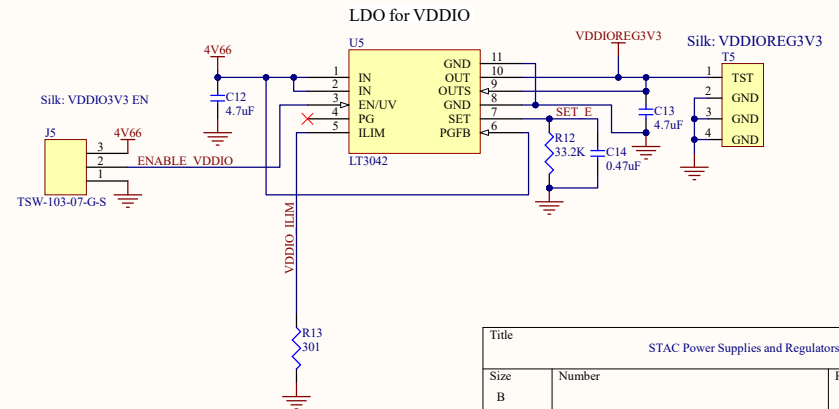 LDO for VDDIO
4V66
U5
VDDIOREG3V3
Silk: VDDIOREG3V3
T5
1 IN GND 11
2 IN OUT 10
3 EN/UV OUTS 9
4 PG GND 8
5 ILIM SET 7
PGFB 6
LT3042
C12
4.7uF
Silk: VDDIO3V3 EN
J5
4V66
3
2
1
ENABLE_VDDIO
TSW-103-07-G-S
SET_E
R12
33.2K
C14
0.47uF
C13
4.7uF
1 TST
2 GND
3 GND
4 GND
VDDIO_ILIM
R13
301
Title
STAC Power Supplies and Regulators
Size
B
Number